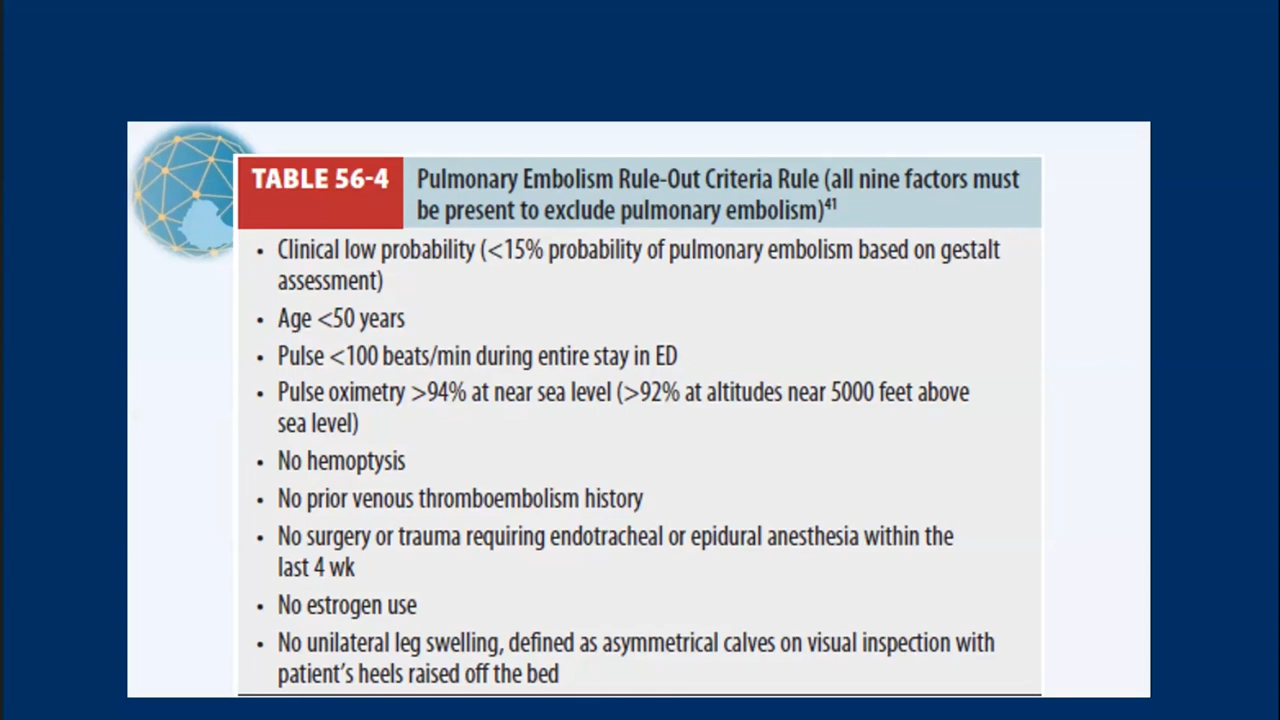 TABLE 56-4
Pulmonary Embolism Rule-Out Criteria Rule (all nine factors must
be present to exclude pulmonary embolism)⁴¹
• Clinical low probability (<15% probability of pulmonary embolism based on gestalt
assessment)
• Age <50 years
• Pulse <100 beats/min during entire stay in ED
• Pulse oximetry >94% at near sea level (>92% at altitudes near 5000 feet above
sea level)
• No hemoptysis
• No prior venous thromboembolism history
• No surgery or trauma requiring endotracheal or epidural anesthesia within the
last 4 wk
• No estrogen use
• No unilateral leg swelling, defined as asymmetrical calves on visual inspection with
patient's heels raised off the bed